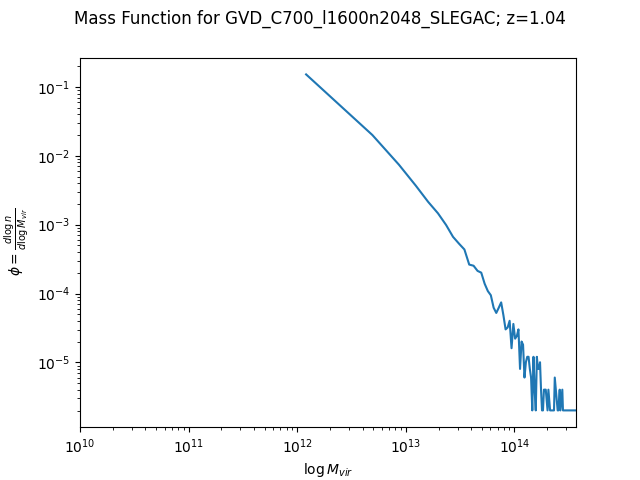 Mass Function for GVD_C700_l1600n2048_SLEGAC; z=1.04
10⁻¹
10⁻²
10⁻³
10⁻⁴
10⁻⁵
ϕ = d log n / d log M_vir
10¹⁰ 10¹¹ 10¹² 10¹³ 10¹⁴
log M_vir